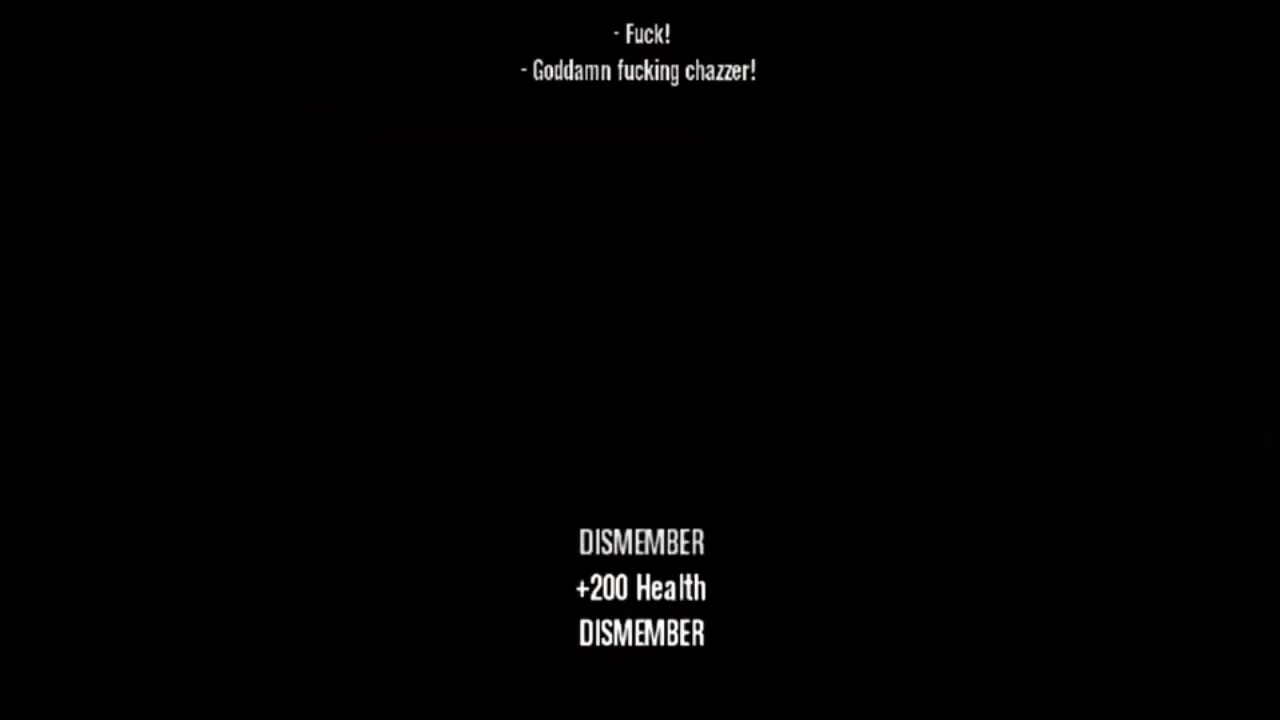 - Fuck!
- Goddamn fucking chazzer!
DISMEMBER
+200 Health
DISMEMBER